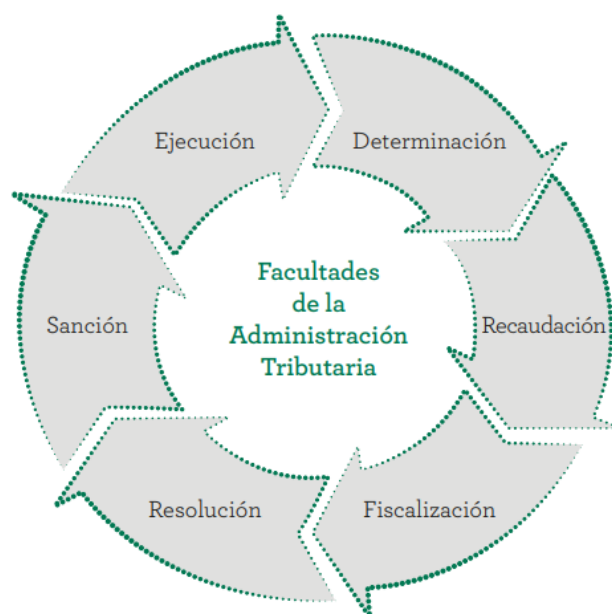 Ejecución
Determinación
Facultades
de la
Administración
Tributaria
Sanción
Recaudación
Resolución
Fiscalización